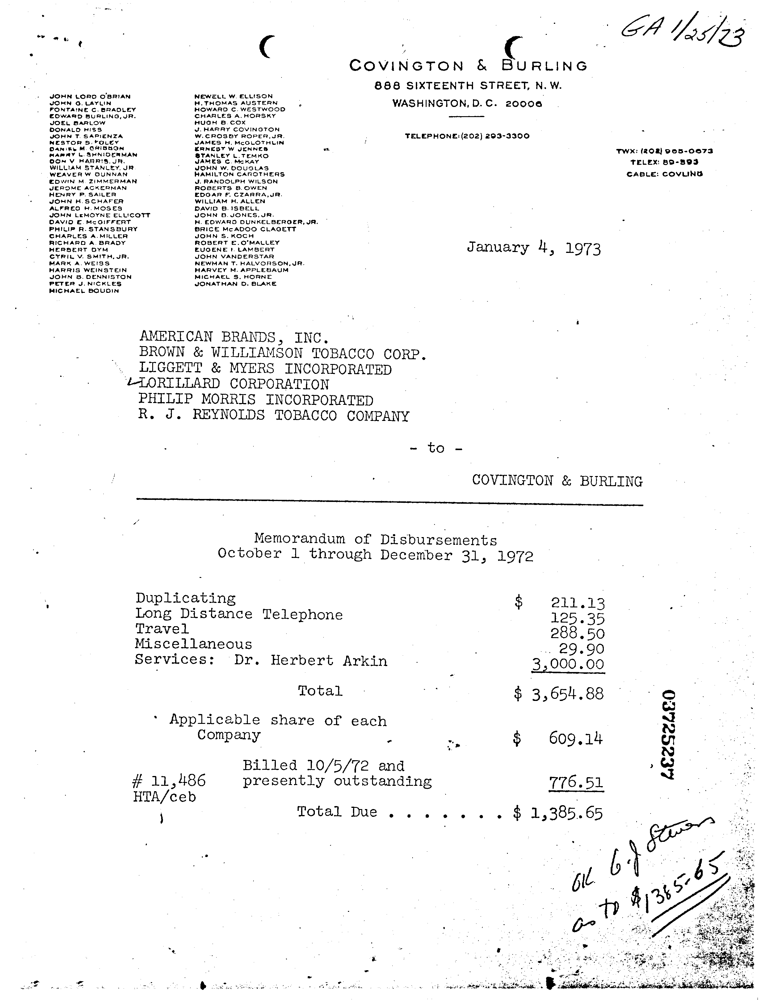 GA 1/25/73
COVINGTON & BURLING
888 SIXTEENTH STREET, N. W.
WASHINGTON, D. C. 20006
TELEPHONE: (202) 293-3300
TWX: (202) 965-0673
TELEX: 89-593
CABLE: COVLING
JOHN LORD O'BRIAN
JOHN G. LAYLIN
FONTAINE C. BRADLEY
EDWARD BURLING, JR.
JOEL BARLOW
DONALD HISS
JOHN T. SAPIENZA
NESTOR S. FOLEY
DANIEL M. GRIBBON
HARRY L. SHNIDERMAN
DON V. HARRIS, JR.
WILLIAM STANLEY, JR
WEAVER W DUNNAN
EDWIN M ZIMMERMAN
JEROME ACKERMAN
HENRY P. SAILER
JOHN H. SCHAFER
ALFRED H. MOSES
JOHN LEMOYNE ELLICOTT
DAVID E. McGIFFERT
PHILIP R. STANSBURY
CHARLES A. MILLER
RICHARD A. BRADY
HERBERT DYM
CYRIL V. SMITH, JR.
MARK A. WEISS
HARRIS WEINSTEIN
JOHN B. DENNISTON
PETER J. NICKLES
MICHAEL BOUDIN
NEWELL W. ELLISON
H. THOMAS AUSTERN
HOWARD C. WESTWOOD
CHARLES A. HORSKY
HUGH B. COX
J. HARRY COVINGTON
W. CROSBY ROPER, JR.
JAMES H. McGLOTHLIN
ERNEST W JENNES
STANLEY L. TEMKO
JAMES C. McKAY
JOHN W. DOUGLAS
HAMILTON CAROTHERS
J. RANDOLPH WILSON
ROBERTS B. OWEN
EDGAR F. CZARRA, JR.
WILLIAM H. ALLEN
DAVID B. ISBELL
JOHN B. JONES, JR.
H. EDWARD DUNKELBERGER, JR.
BRICE McADOO CLAGETT
JOHN S. KOCH
ROBERT E. O'MALLEY
EUGENE I. LAMBERT
JOHN VANDERSTAR
NEWMAN T. HALVORSON, JR.
HARVEY M. APPLEBAUM
MICHAEL S. HORNE
JONATHAN D. BLAKE
January 4, 1973
AMERICAN BRANDS, INC.
BROWN & WILLIAMSON TOBACCO CORP.
LIGGETT & MYERS INCORPORATED
LORILLARD CORPORATION
PHILIP MORRIS INCORPORATED
R. J. REYNOLDS TOBACCO COMPANY
- to -
COVINGTON & BURLING
Memorandum of Disbursements
October 1 through December 31, 1972
Duplicating $ 211.13
Long Distance Telephone 125.35
Travel 288.50
Miscellaneous 29.90
Services: Dr. Herbert Arkin 3,000.00
Total $ 3,654.88
Applicable share of each
Company $ 609.14
Billed 10/5/72 and
# 11,486 presently outstanding 776.51
HTA/ceb
Total Due . . . . . . . $ 1,385.65
03725237
OK G.J Stevens
as to $1385.65